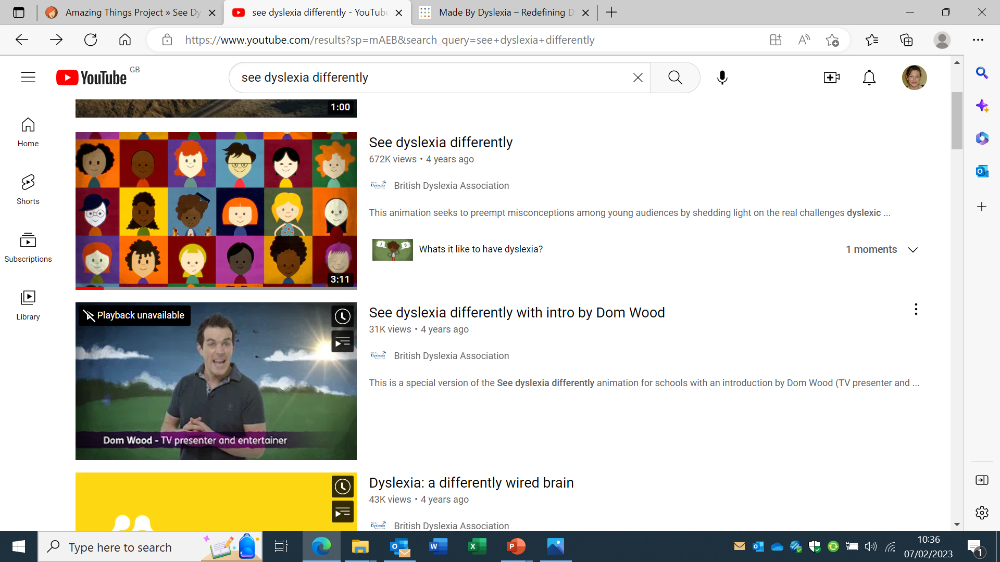 Amazing Things Project » See Dy
see dyslexia differently - YouTube
Made By Dyslexia – Redefining D
https://www.youtube.com/results?sp=mAEB&search_query=see+dyslexia+differently
YouTube GB
see dyslexia differently
Home
Shorts
Subscriptions
Library
1:00
3:11
See dyslexia differently
672K views • 4 years ago
British Dyslexia Association
This animation seeks to preempt misconceptions among young audiences by shedding light on the real challenges dyslexic ...
Whats it like to have dyslexia?
1 moments
Playback unavailable
Dom Wood - TV presenter and entertainer
See dyslexia differently with intro by Dom Wood
31K views • 4 years ago
British Dyslexia Association
This is a special version of the See dyslexia differently animation for schools with an introduction by Dom Wood (TV presenter and ...
Dyslexia: a differently wired brain
43K views • 4 years ago
British Dyslexia Association
Type here to search
10:36
07/02/2023
1